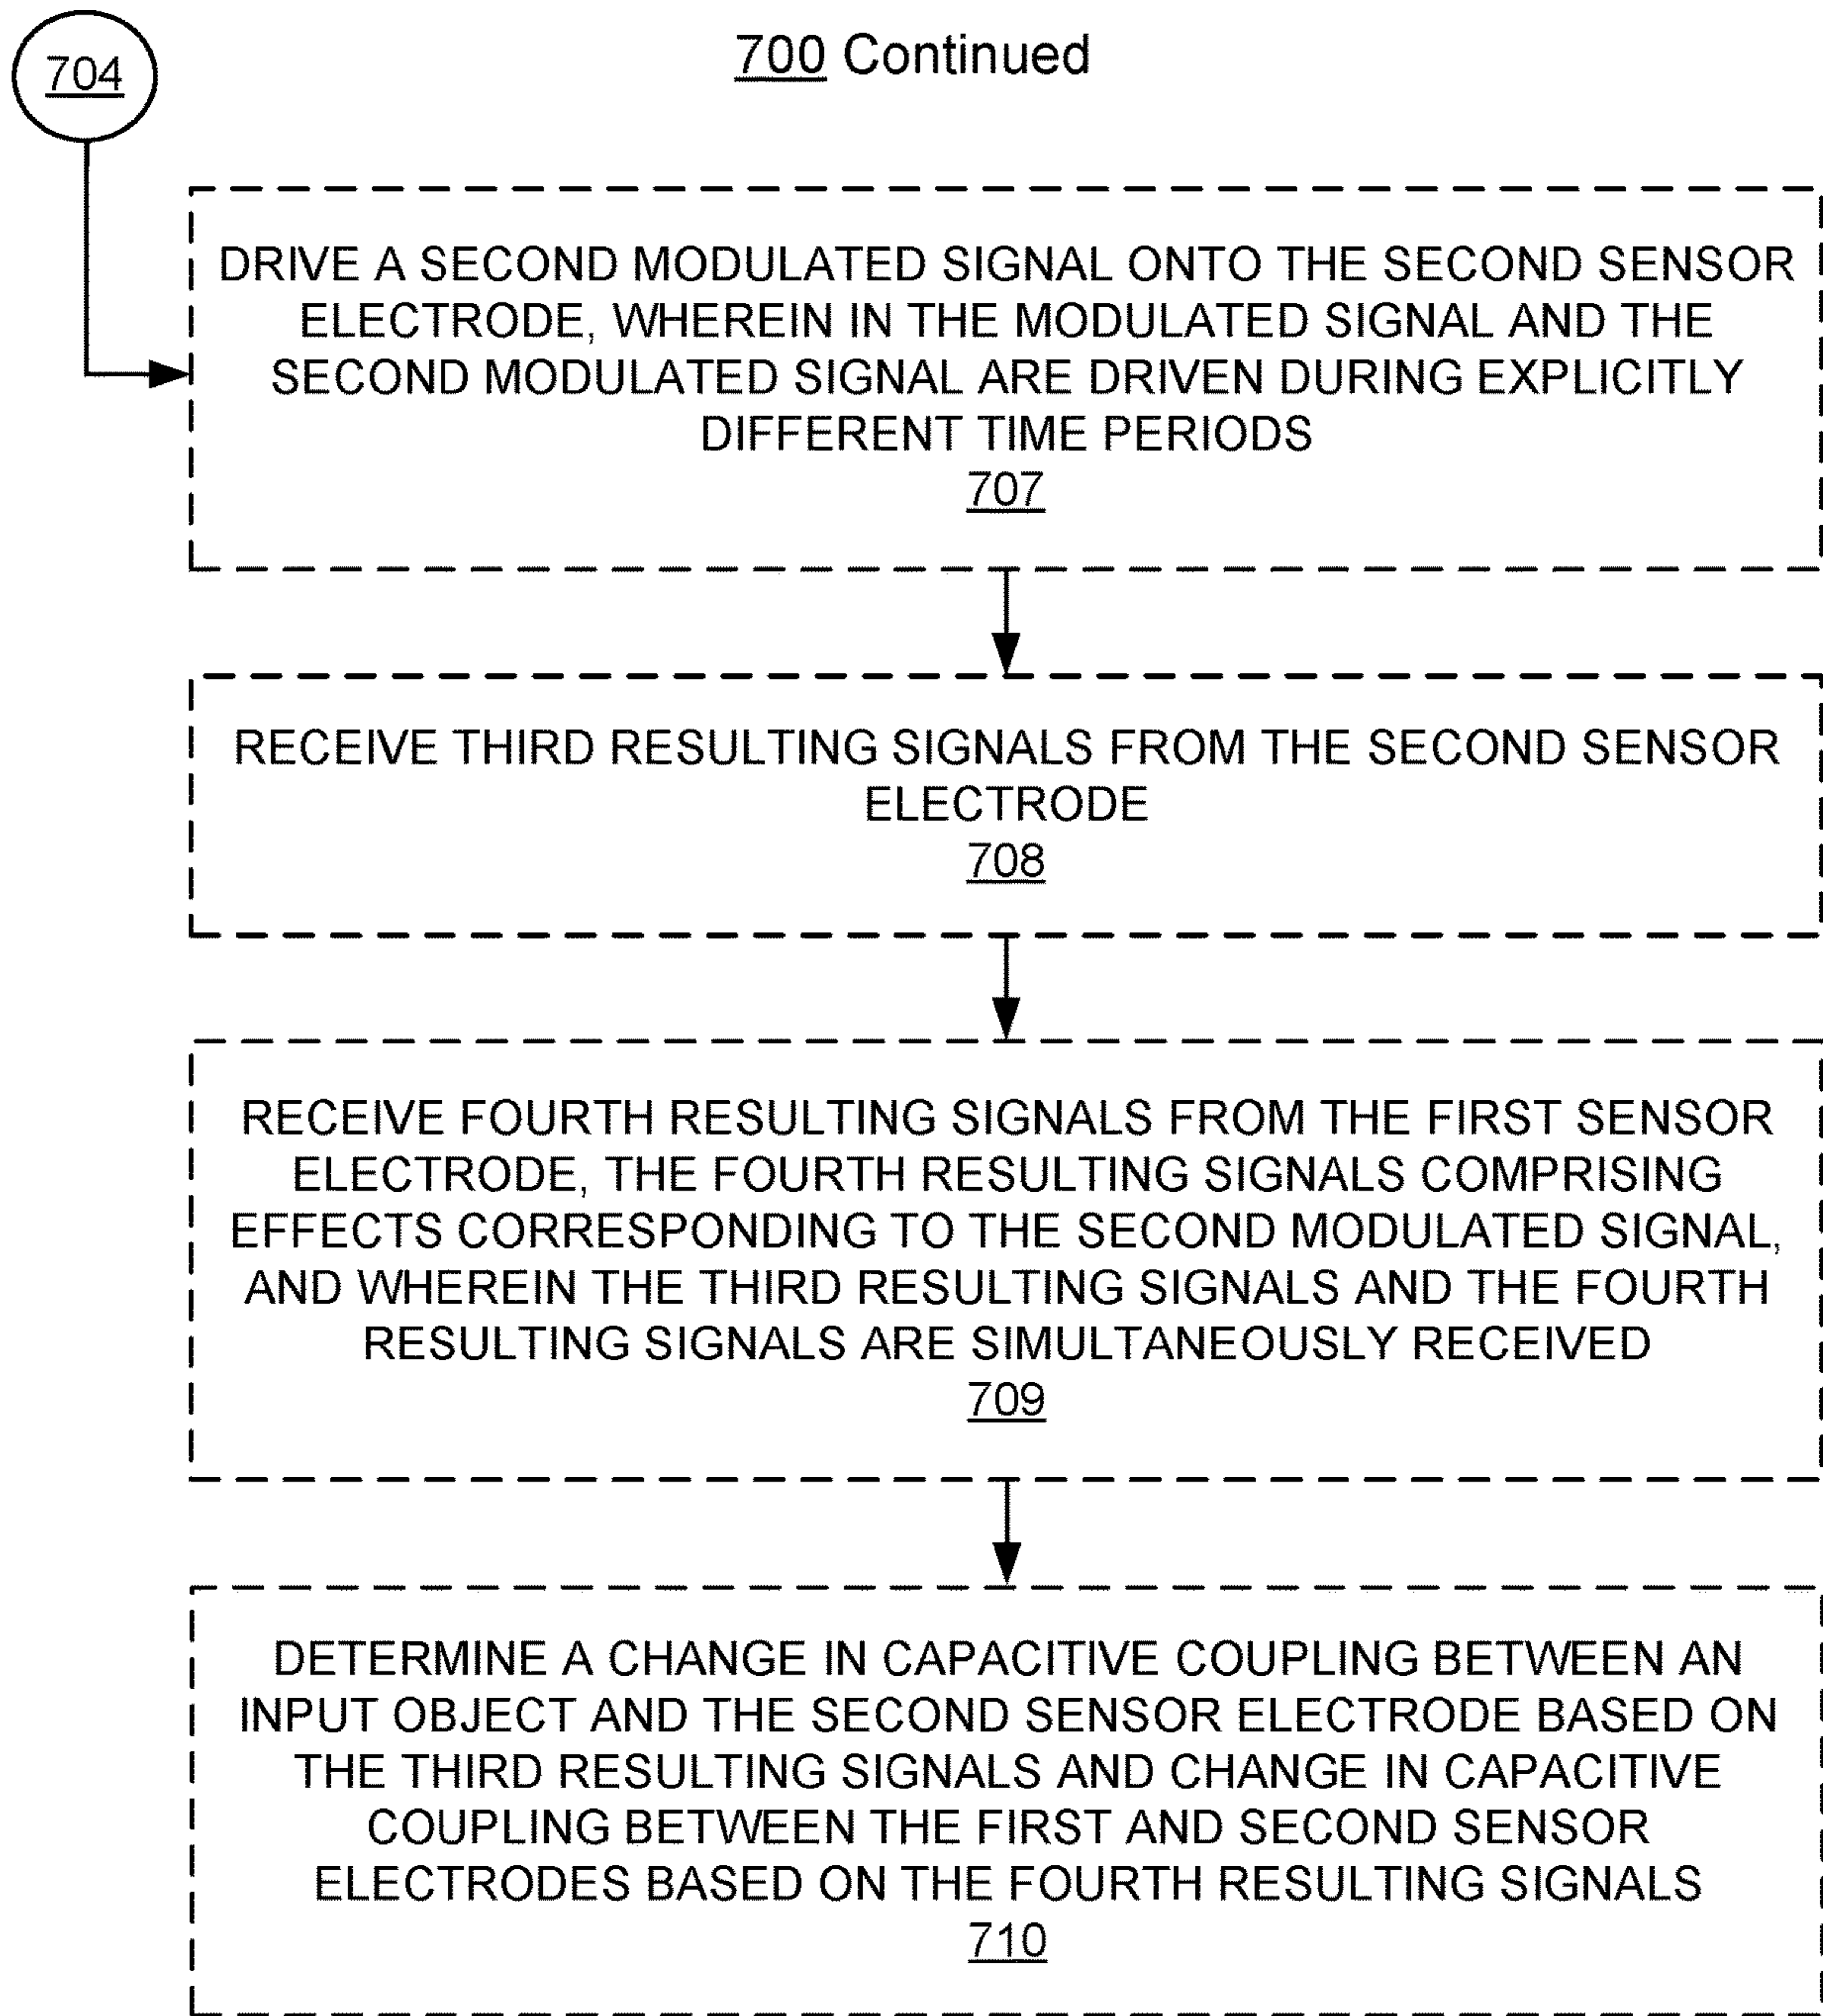 704
700 Continued
DRIVE A SECOND MODULATED SIGNAL ONTO THE SECOND SENSOR
ELECTRODE, WHEREIN IN THE MODULATED SIGNAL AND THE
SECOND MODULATED SIGNAL ARE DRIVEN DURING EXPLICITLY
DIFFERENT TIME PERIODS
707
RECEIVE THIRD RESULTING SIGNALS FROM THE SECOND SENSOR
ELECTRODE
708
RECEIVE FOURTH RESULTING SIGNALS FROM THE FIRST SENSOR
ELECTRODE, THE FOURTH RESULTING SIGNALS COMPRISING
EFFECTS CORRESPONDING TO THE SECOND MODULATED SIGNAL,
AND WHEREIN THE THIRD RESULTING SIGNALS AND THE FOURTH
RESULTING SIGNALS ARE SIMULTANEOUSLY RECEIVED
709
DETERMINE A CHANGE IN CAPACITIVE COUPLING BETWEEN AN
INPUT OBJECT AND THE SECOND SENSOR ELECTRODE BASED ON
THE THIRD RESULTING SIGNALS AND CHANGE IN CAPACITIVE
COUPLING BETWEEN THE FIRST AND SECOND SENSOR
ELECTRODES BASED ON THE FOURTH RESULTING SIGNALS
710